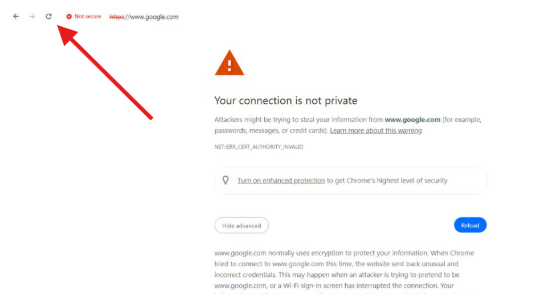 Not secure https://www.google.com
Your connection is not private
Attackers might be trying to steal your information from www.google.com (for example,
passwords, messages, or credit cards). Learn more about this warning
NET::ERR_CERT_AUTHORITY_INVALID
Turn on enhanced protection to get Chrome's highest level of security
Hide advanced
Reload
www.google.com normally uses encryption to protect your information. When Chrome
tried to connect to www.google.com this time, the website sent back unusual and
incorrect credentials. This may happen when an attacker is trying to pretend to be
www.google.com, or a Wi-Fi sign-in screen has interrupted the connection. Your